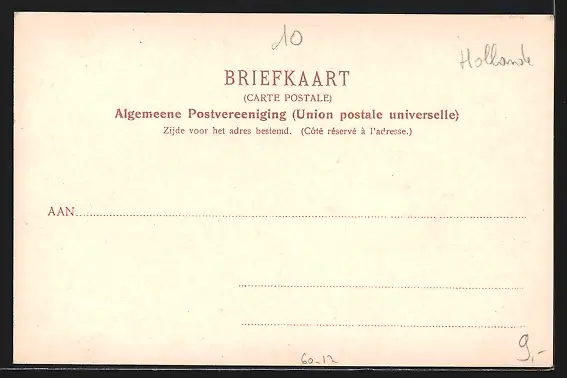 10
Hollande
BRIEFKAART
(CARTE POSTALE)
Algemeene Postvereeniging (Union postale universelle)
Zijde voor het adres bestemd. (Côté réservé à l'adresse.)
AAN
60-12
9,-